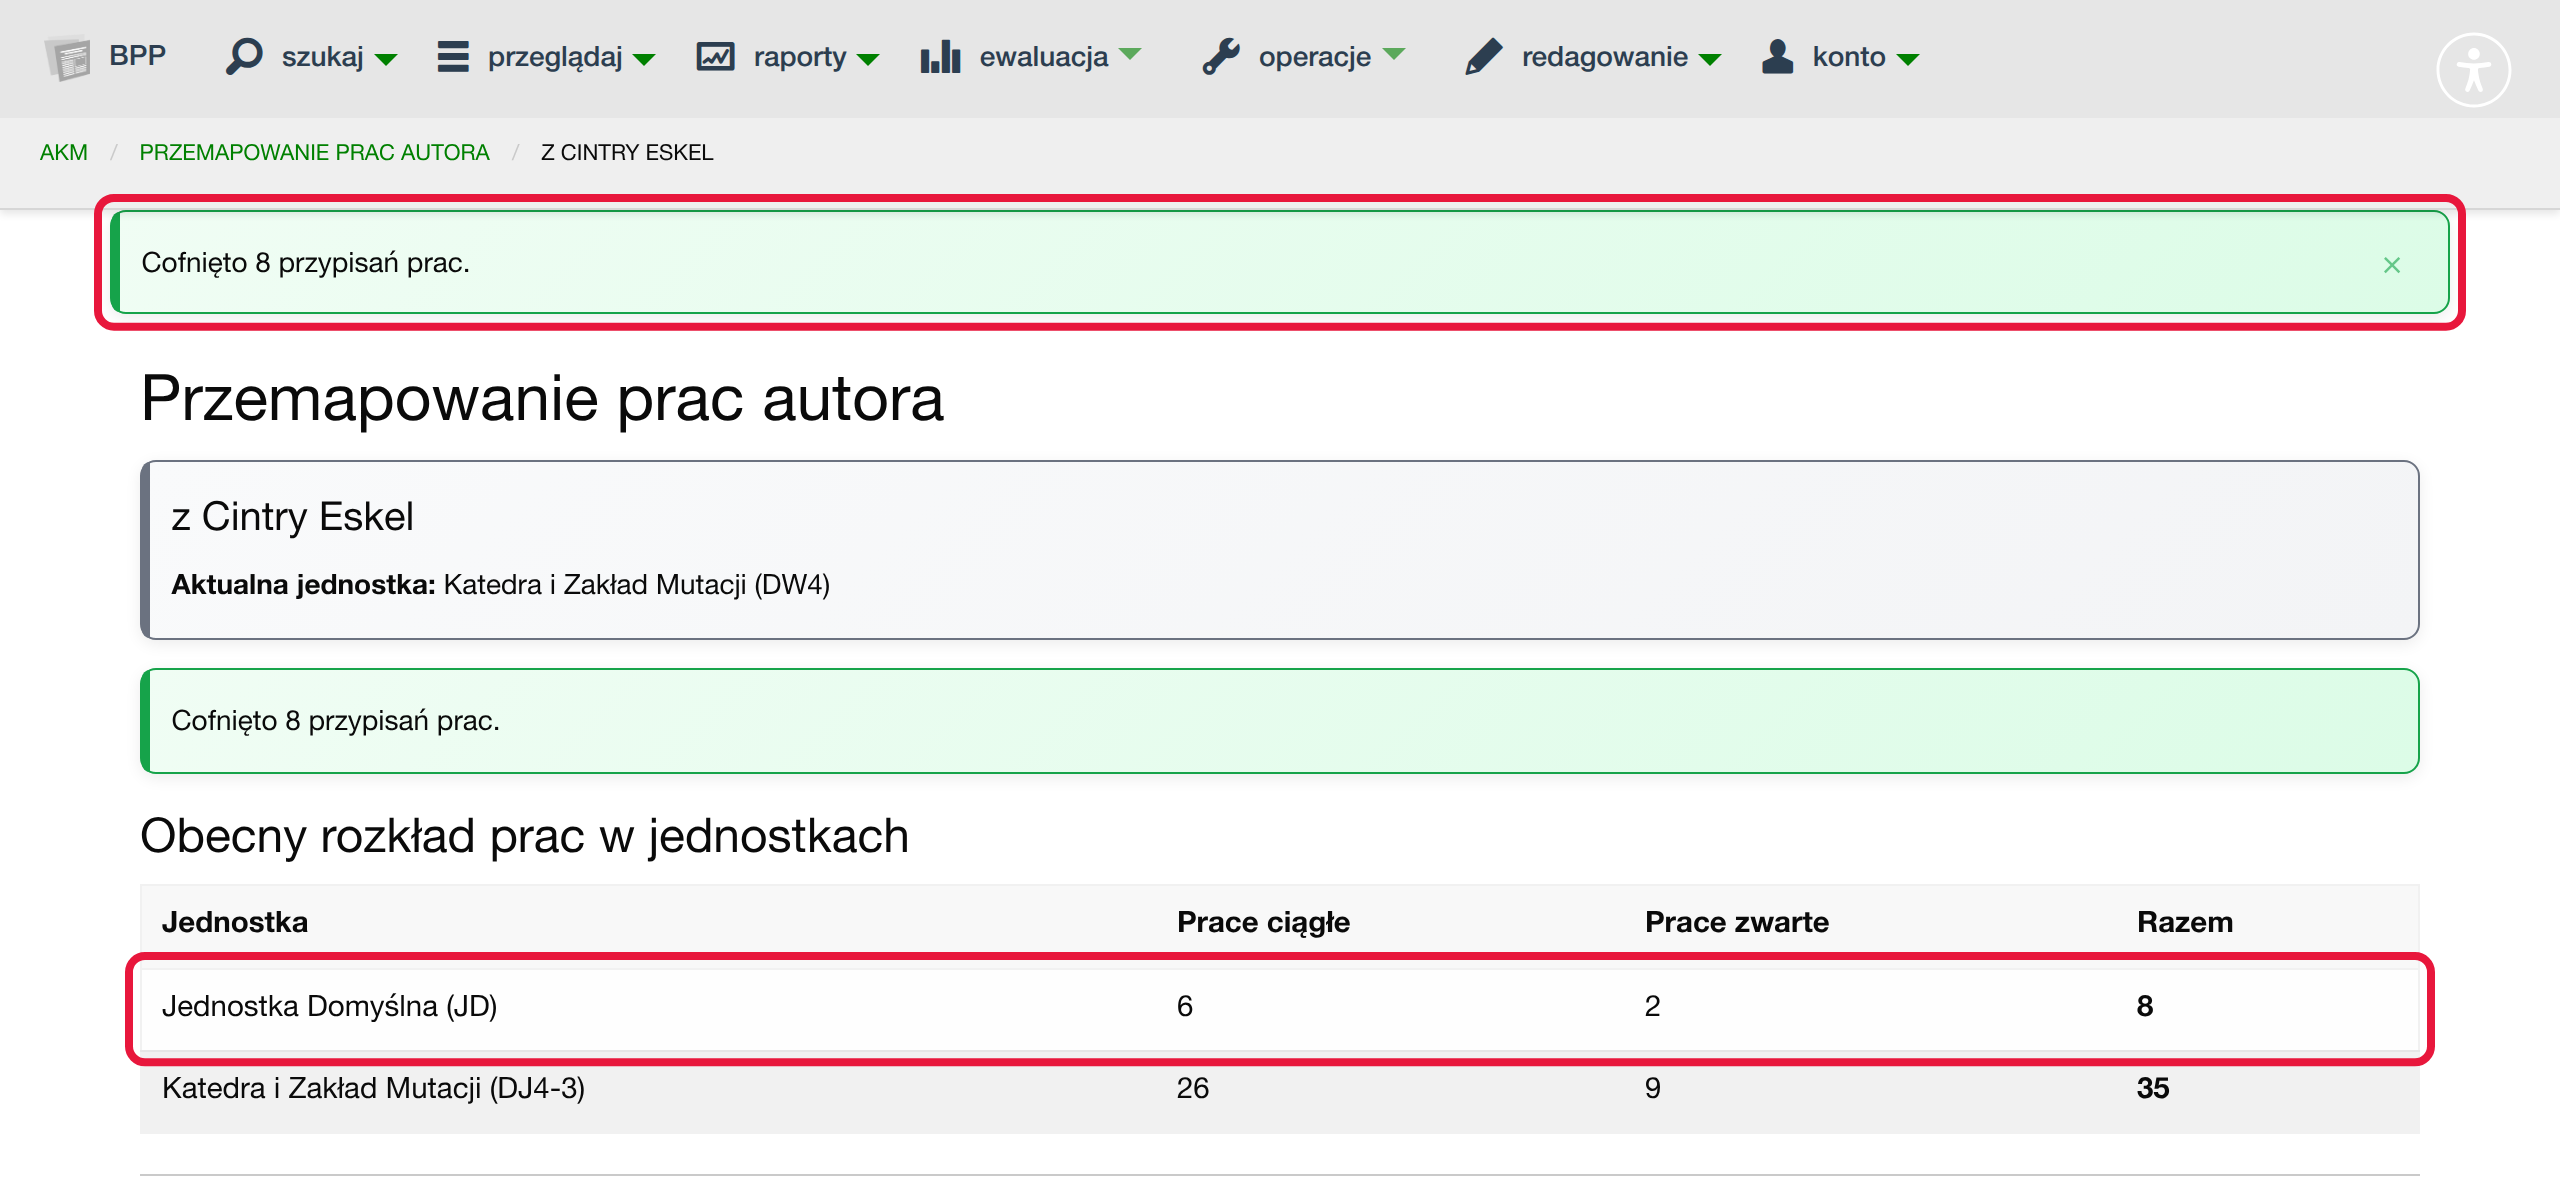 BPP szukaj przeglądaj raporty ewaluacja operacje redagowanie konto
AKM / PRZEMAPOWANIE PRAC AUTORA / Z CINTRY ESKEL
Cofnięto 8 przypisań prac. ×
Przemapowanie prac autora
z Cintry Eskel
Aktualna jednostka: Katedra i Zakład Mutacji (DW4)
Cofnięto 8 przypisań prac.
Obecny rozkład prac w jednostkach
Jednostka Prace ciągłe Prace zwarte Razem
Jednostka Domyślna (JD) 6 2 8
Katedra i Zakład Mutacji (DJ4-3) 26 9 35